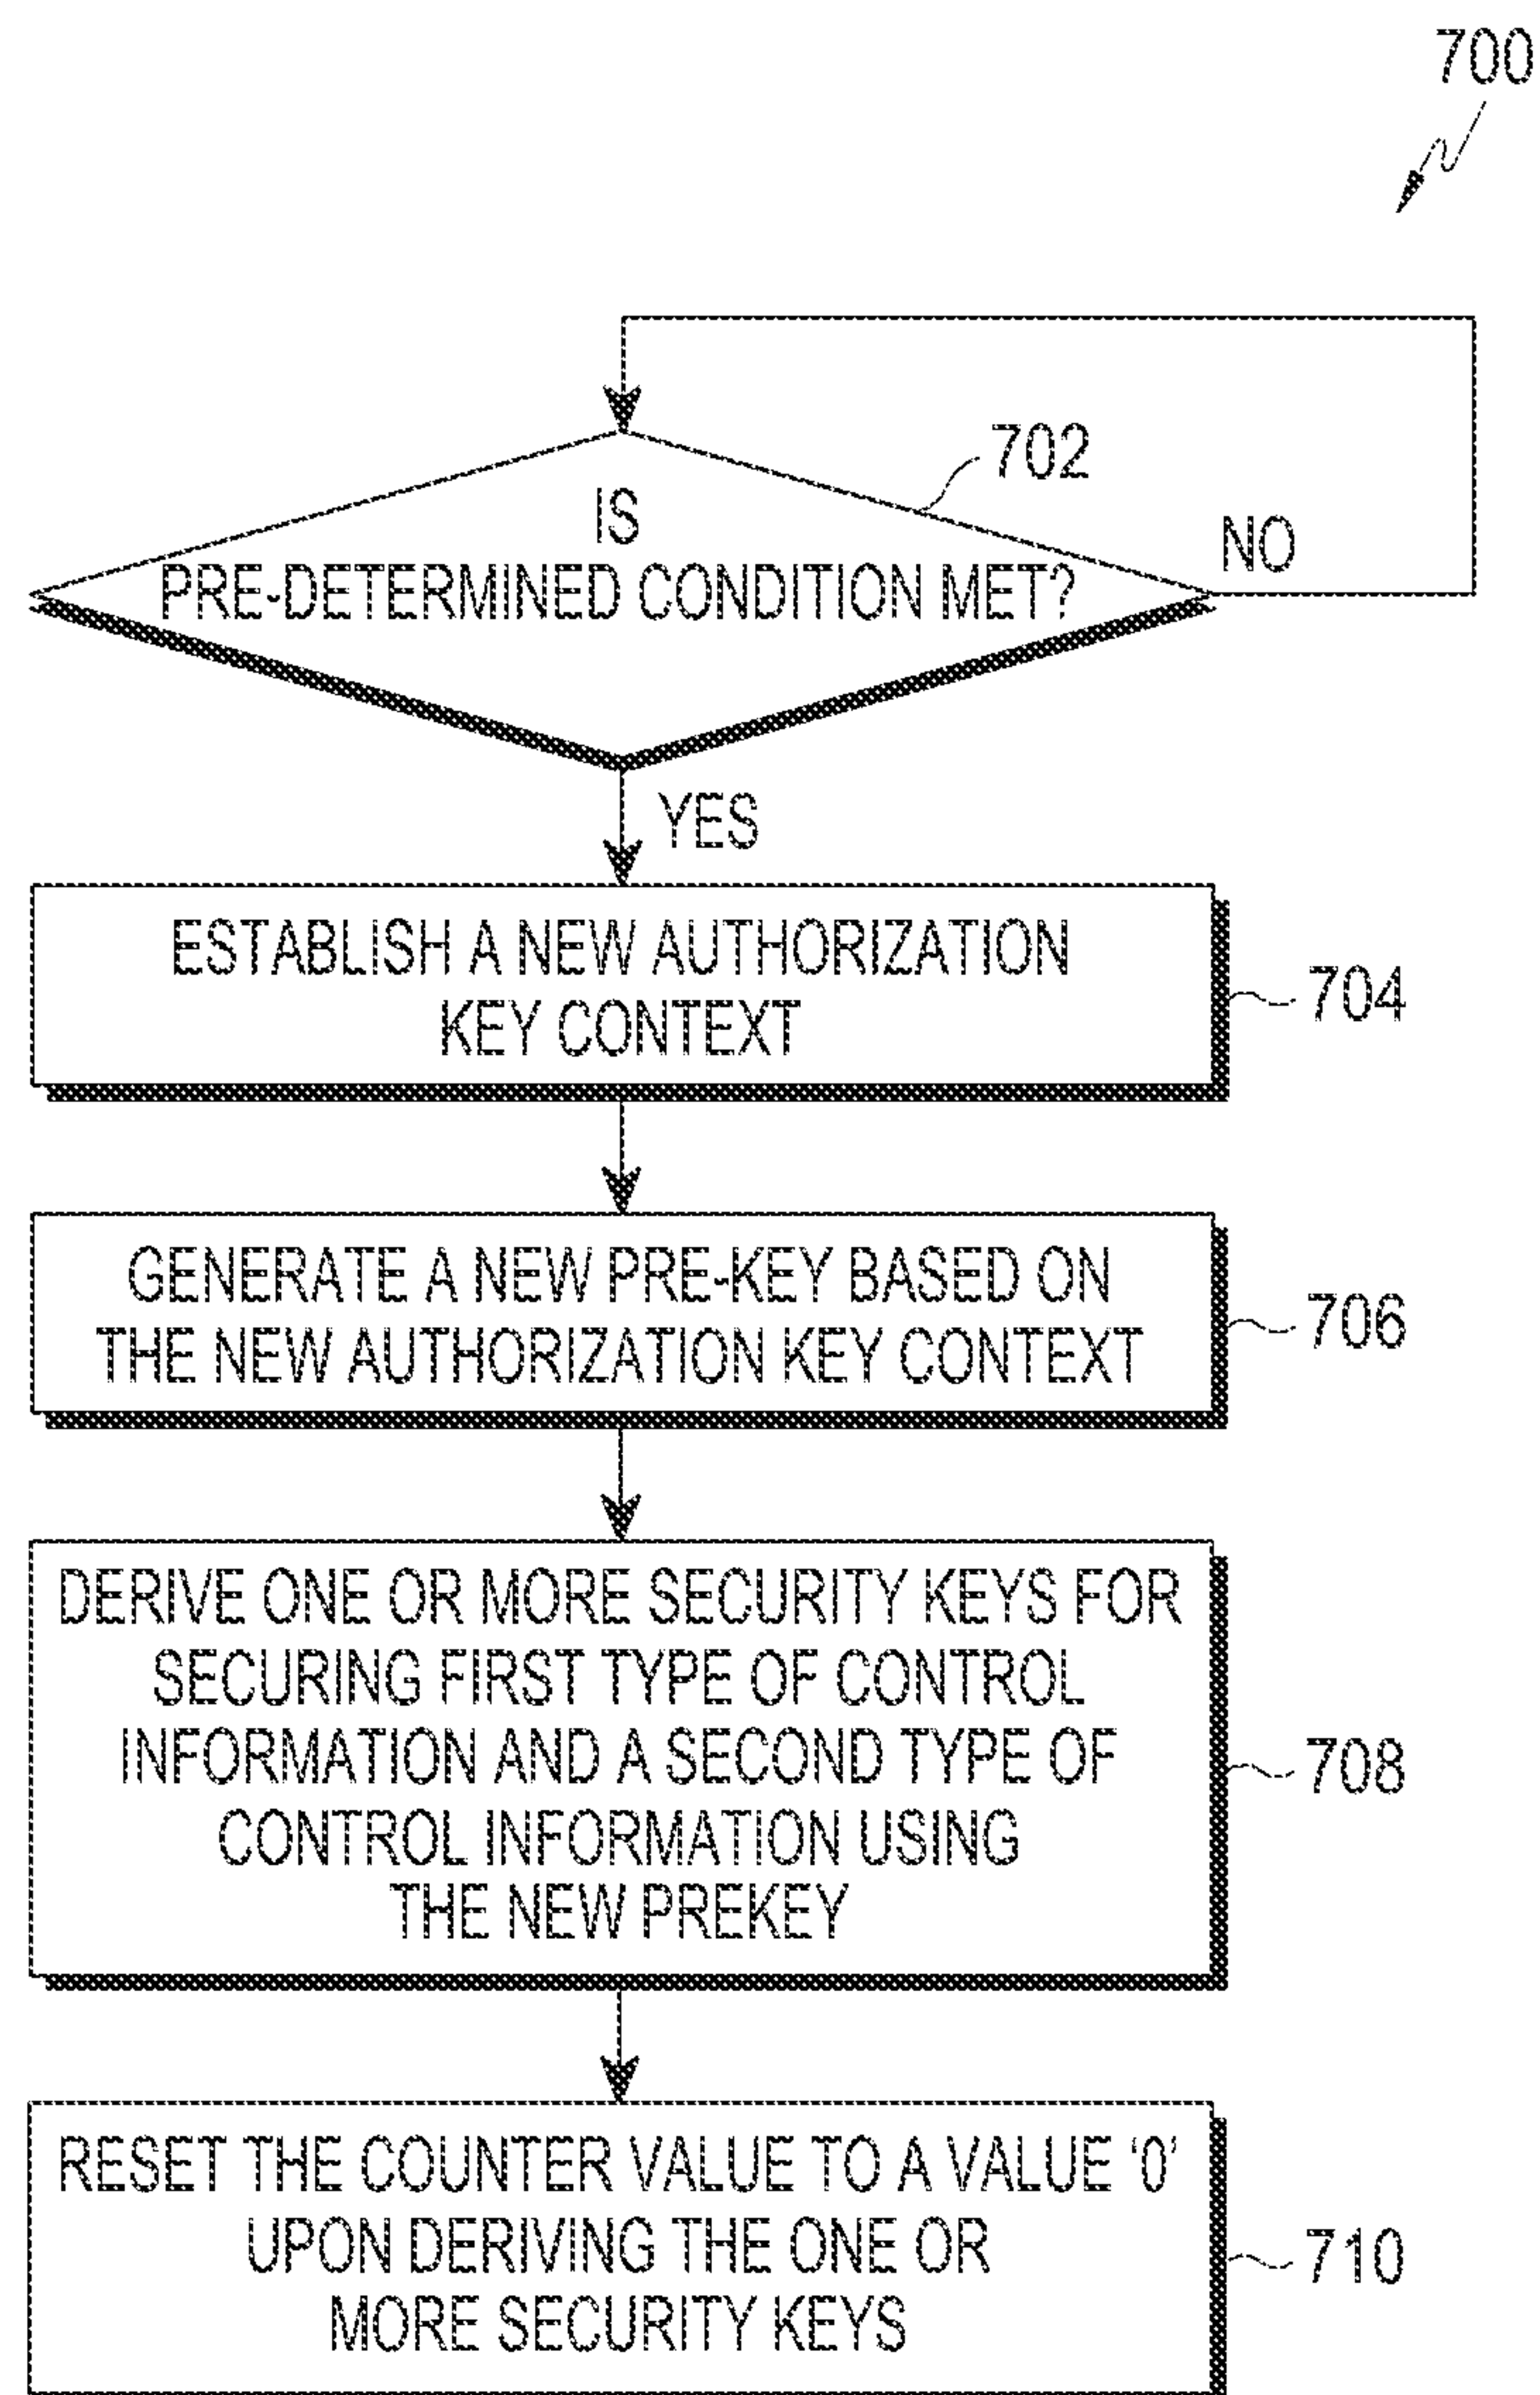 700
702
IS
PRE-DETERMINED CONDITION MET?
NO
YES
ESTABLISH A NEW AUTHORIZATION
KEY CONTEXT
704
GENERATE A NEW PRE-KEY BASED ON
THE NEW AUTHORIZATION KEY CONTEXT
706
DERIVE ONE OR MORE SECURITY KEYS FOR
SECURING FIRST TYPE OF CONTROL
INFORMATION AND A SECOND TYPE OF
CONTROL INFORMATION USING
THE NEW PREKEY
708
RESET THE COUNTER VALUE TO A VALUE ‘0’
UPON DERIVING THE ONE OR
MORE SECURITY KEYS
710